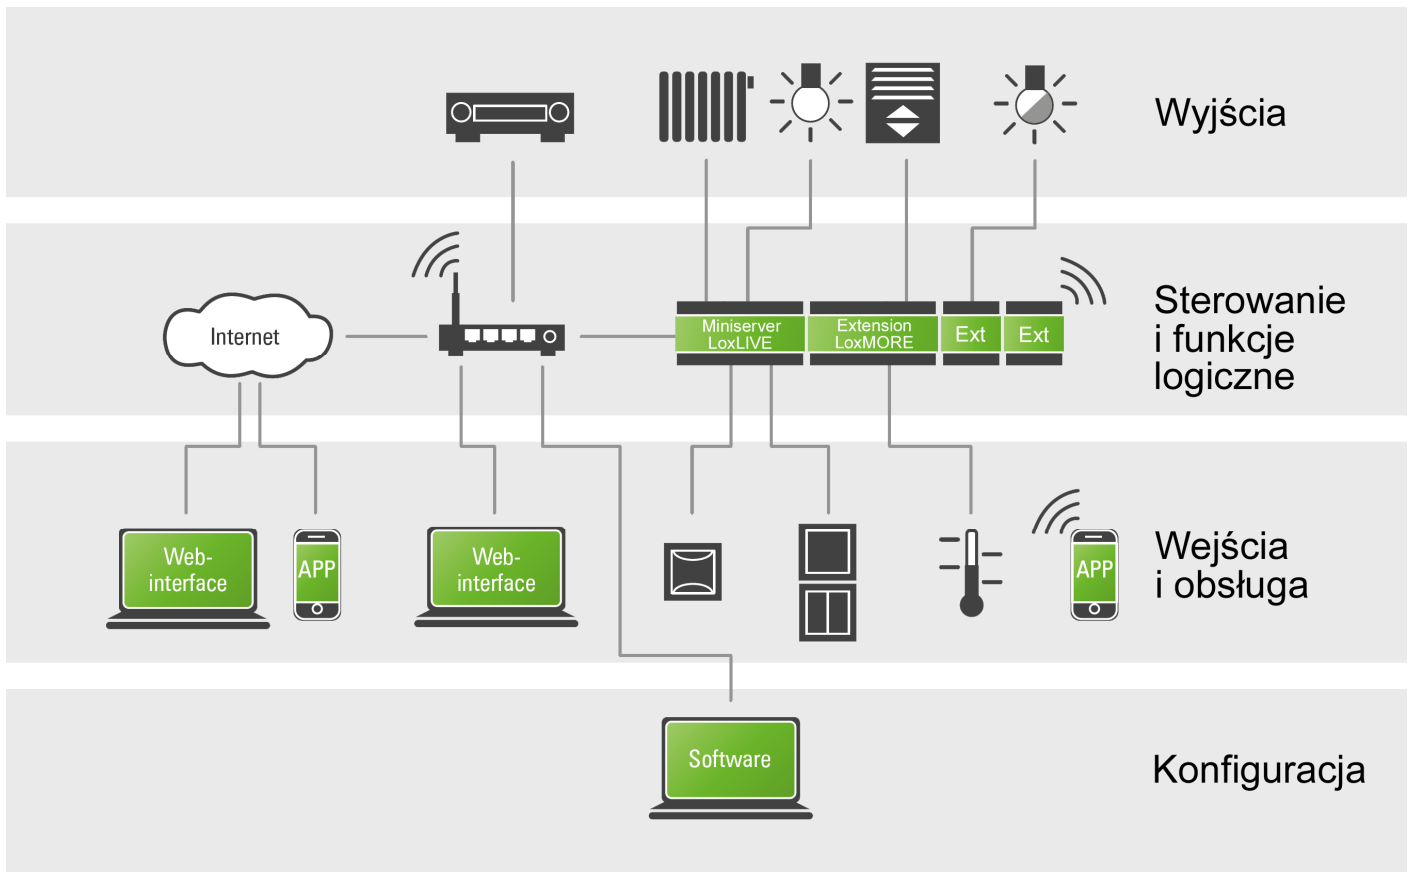 Wyjścia
Internet
Miniserver
LoxLIVE
Extension
LoxMORE
Ext
Ext
Sterowanie
i funkcje
logiczne
Web-
interface
APP
Web-
interface
APP
Wejścia
i obsługa
Software
Konfiguracja